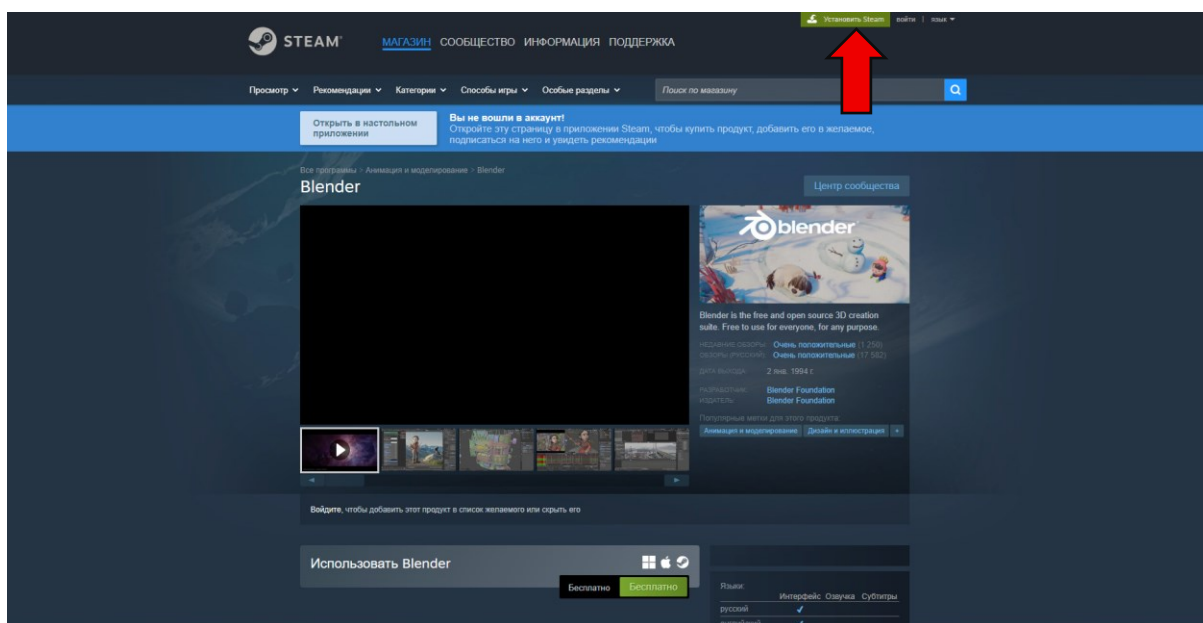 Установить Steam войти | язык
STEAM МАГАЗИН СООБЩЕСТВО ИНФОРМАЦИЯ ПОДДЕРЖКА
Просмотр Рекомендации Категории Способы игры Особые разделы Поиск по магазину
Открыть в настольном
приложении
Вы не вошли в аккаунт!
Откройте эту страницу в приложении Steam, чтобы купить продукт, добавить его в желаемое,
подписаться на него и увидеть рекомендации
Все программы > Анимация и моделирование > Blender
Blender
Центр сообщества
blender
Blender is the free and open source 3D creation
suite. Free to use for everyone, for any purpose.
НЕДАВНИЕ ОБЗОРЫ: Очень положительные (1 250)
ОБЗОРЫ (РУССКИЙ): Очень положительные (17 582)
ДАТА ВЫХОДА: 2 янв. 1994 г.
РАЗРАБОТЧИК: Blender Foundation
ИЗДАТЕЛЬ: Blender Foundation
Популярные метки для этого продукта:
Анимация и моделирование Дизайн и иллюстрация +
Войдите, чтобы добавить этот продукт в список желаемого или скрыть его
Использовать Blender
Бесплатно Бесплатно
Языки:
Интерфейс Озвучка Субтитры
русский